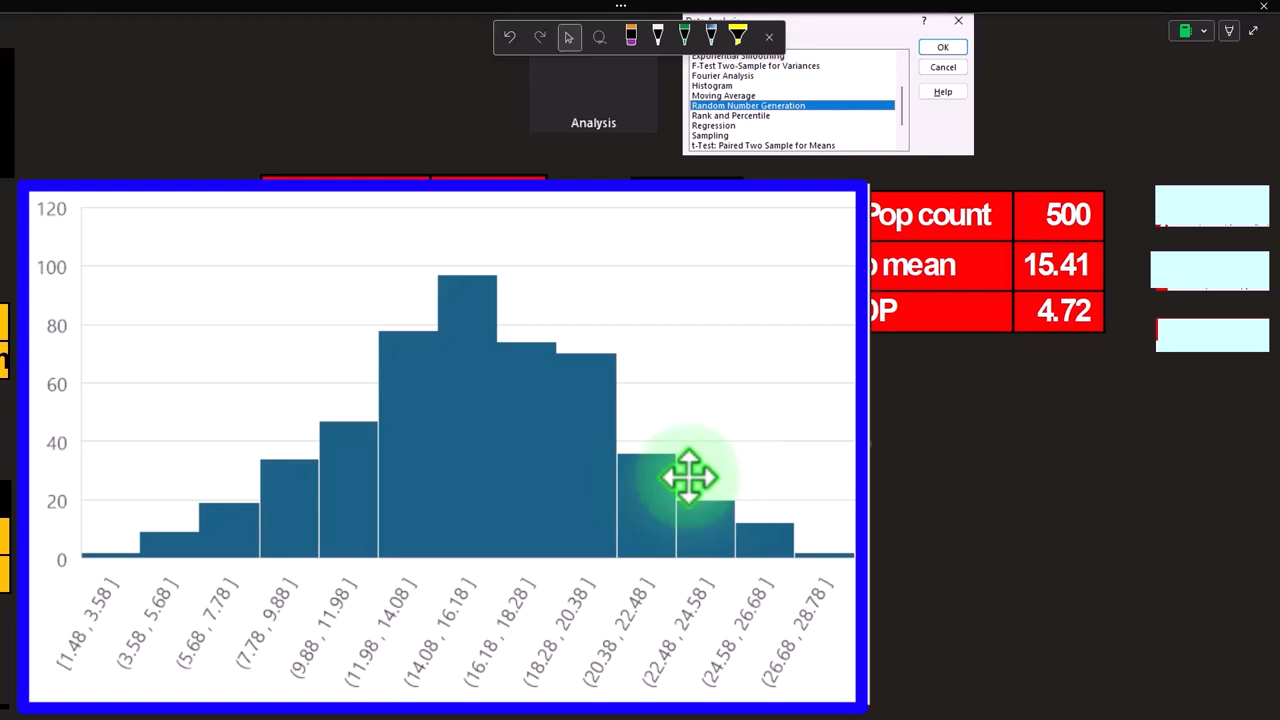 Exponential Smoothing
F-Test Two-Sample for Variances
Fourier Analysis
Histogram
Moving Average
Random Number Generation
Rank and Percentile
Regression
Sampling
t-Test: Paired Two Sample for Means
?
OK
Cancel
Help
Analysis
Pop count 500
mean 15.41
4.72
120
100
80
60
40
20
0
[1.48 , 3.58 ]
(3.58 , 5.68 ]
(5.68 , 7.78 ]
(7.78 , 9.88 ]
(9.88 , 11.98 ]
(11.98 , 14.08 ]
(14.08 , 16.18 ]
(16.18 , 18.28 ]
(18.28 , 20.38 ]
(20.38 , 22.48 ]
(22.48 , 24.58 ]
(24.58 , 26.68 ]
(26.68 , 28.78 ]